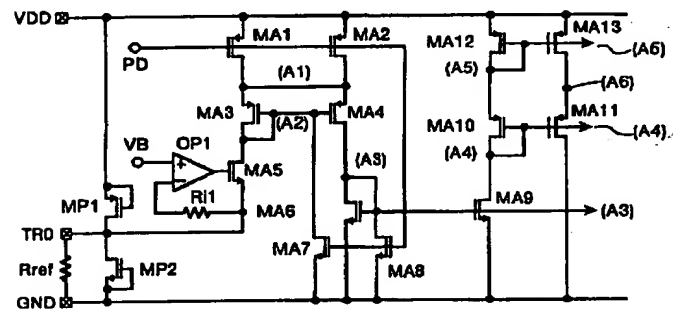 VDD
MA1
MA2
MA12
MA13
PD
(A1)
(A5)
(A5)
MA3
(A2)
MA4
(A6)
MA11
OP1
MA10
VB
MA5
(A3)
(A4)
(A4)
Ri1
MP1
MA6
MA9
TR0
(A3)
MA7
Rref
MP2
MA8
GND